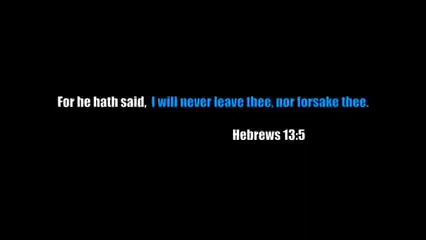 For he hath said, I will never leave thee, nor forsake thee.
Hebrews 13:5